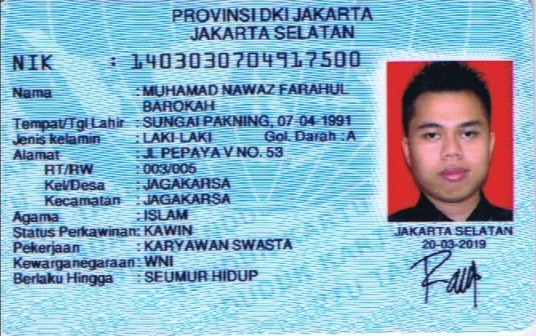 PROVINSI DKI JAKARTA
JAKARTA SELATAN
NIK : 1403030704917500
Nama : MUHAMAD NAWAZ FARAHUL
BAROKAH
Tempat/Tgl Lahir : SUNGAI PAKNING, 07-04 1991
Jenis kelamin : LAKI-LAKI Gol. Darah : A
Alamat : JL PEPAYA V NO. 53
RT/RW : 003/005
Kel/Desa : JAGAKARSA
Kecamatan : JAGAKARSA
Agama : ISLAM
Status Perkawinan: KAWIN
Pekerjaan : KARYAWAN SWASTA
Kewarganegaraan: WNI
Berlaku Hingga : SEUMUR HIDUP
JAKARTA SELATAN
20-03-2019